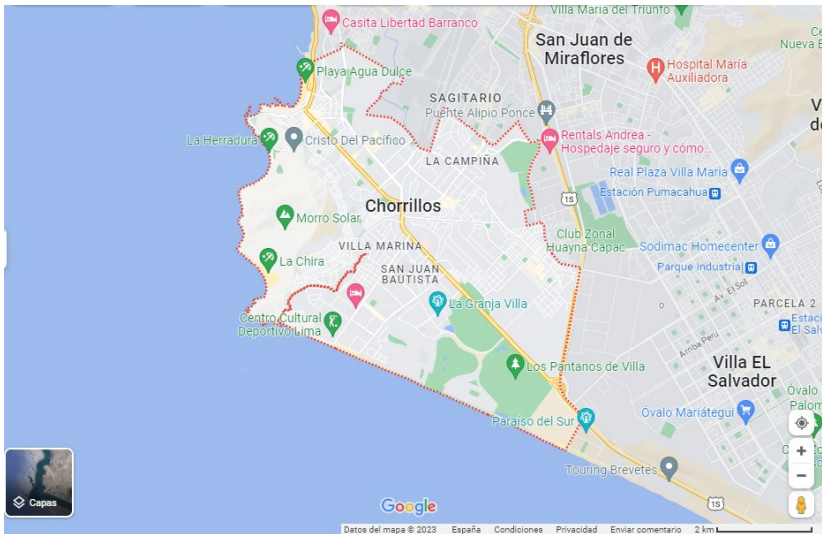 Villa María del Triunfo
Casita Libertad Barranco
San Juan de
Miraflores
Hospital María
Auxiliadora
Playa Agua Dulce
SAGITARIO
Puente Alipio Ponce
La Herradura
Cristo Del Pacífico
Rentals Andrea -
Hospedaje seguro y cómo...
LA CAMPIÑA
Real Plaza Villa Maria
Estación Pumacahua
1S
Chorrillos
Morro Solar
Club Zonal
Huayna Capac
VILLA MARINA
Sodimac Homecenter
La Chira
SAN JUAN
BAUTISTA
Parque Industrial
Av. El Sol
La Granja Villa
PARCELA 2
Centro Cultural
Deportivo Lima
Arriba Peru
Los Pantanos de Villa
Villa EL
Salvador
Óvalo
Óvalo Mariátegui
Paraíso del Sur
Touring Brevetes
Capas
1S
Google
Datos del mapa © 2023 España Condiciones Privacidad Enviar comentario 2 km